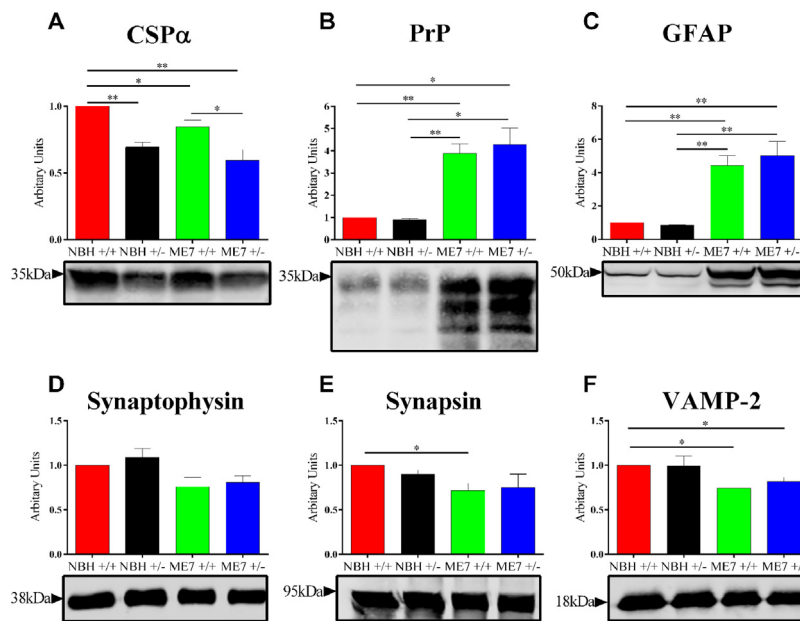 A
CSPα
**
*
**
*
1.0
0.5
0.0
Arbitary Units
NBH +/+ NBH +/- ME7 +/+ ME7 +/-
35kDa
B
PrP
*
**
*
**
8
6
4
2
1
0
Arbitary Units
NBH +/+ NBH +/- ME7 +/+ ME7 +/-
35kDa
C
GFAP
**
**
**
**
8
6
4
2
0
Arbitary Units
NBH +/+ NBH +/- ME7 +/+ ME7 +/-
50kDa
D
Synaptophysin
1.5
1.0
0.5
0.0
Arbitary Units
NBH +/+ NBH +/- ME7 +/+ ME7 +/-
38kDa
E
Synapsin
*
1.5
1.0
0.5
0.0
Arbitary Units
NBH +/+ NBH +/- ME7 +/+ ME7 +/-
95kDa
F
VAMP-2
*
*
1.5
1.0
0.5
0.0
Arbitary Units
NBH +/+ NBH +/- ME7 +/+ ME7 +/-
18kDa